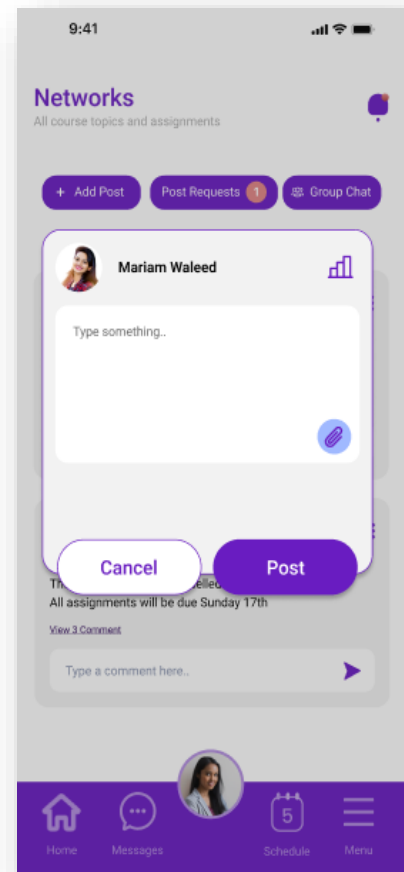 9:41
Networks
All course topics and assignments
+ Add Post
Post Requests 1
Group Chat
Mariam Waleed
Type something..
Cancel
Post
All assignments will be due Sunday 17th
View 3 Comment
Type a comment here..
5
Home
Messages
Schedule
Menu